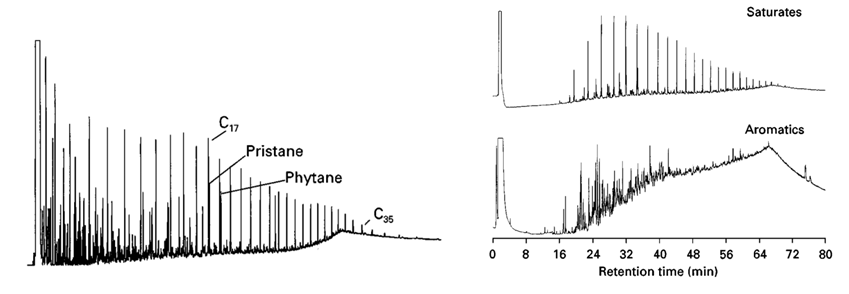 C17
Pristane
Phytane
C35
Saturates
Aromatics
0 8 16 24 32 40 48 56 64 72 80
Retention time (min)